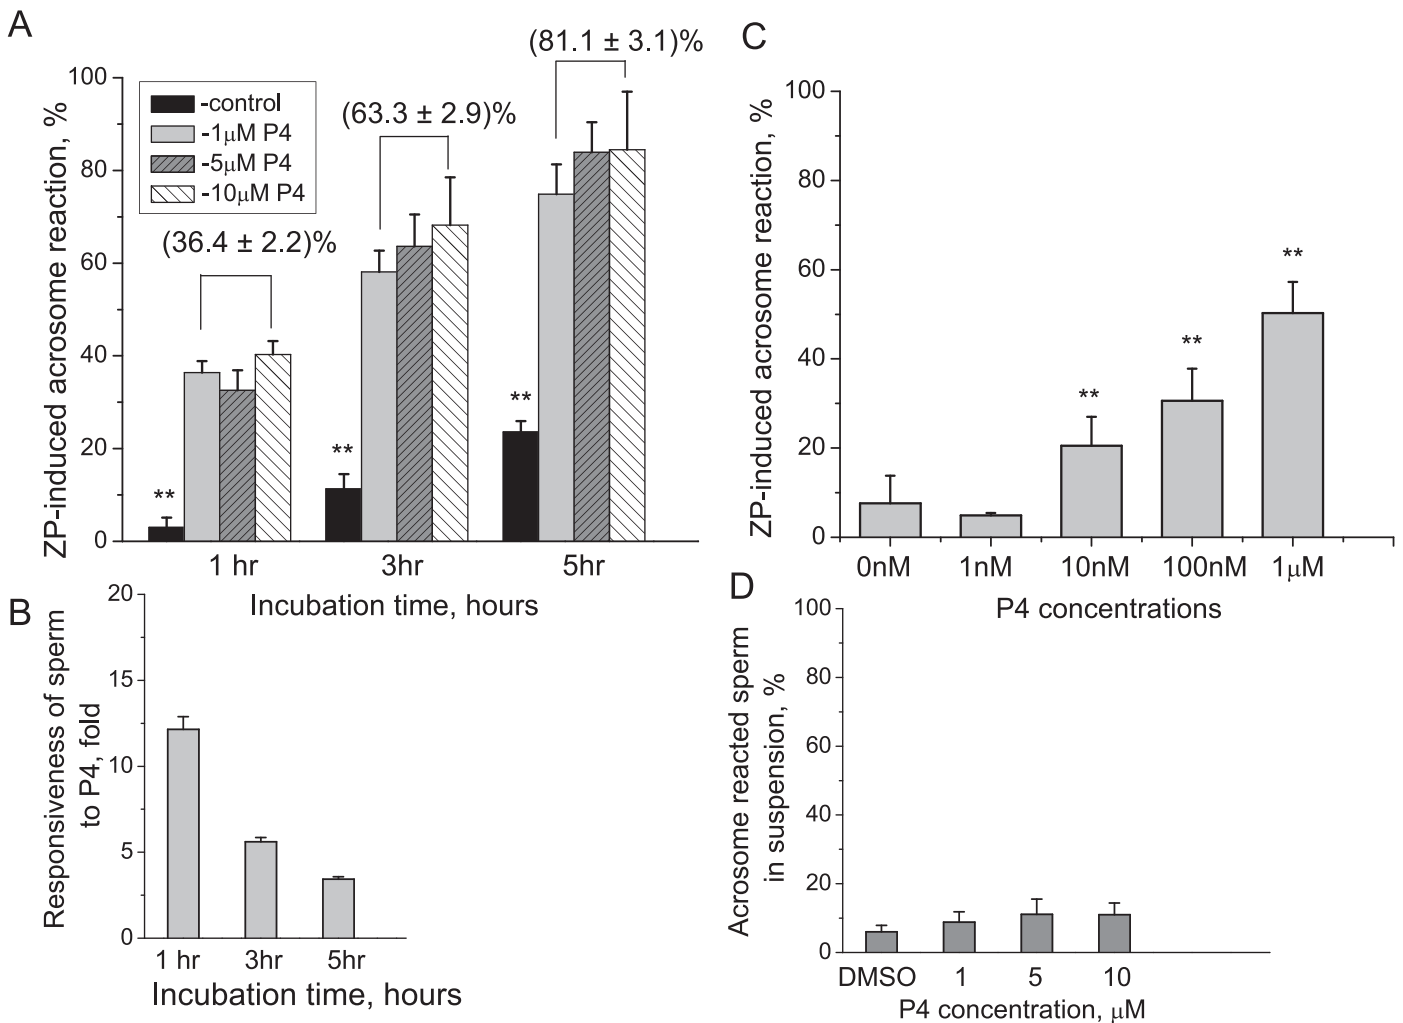 A
ZP-induced acrosome reaction, %
100
80
60
40
20
0
-control
-1μM P4
-5μM P4
-10μM P4
(36.4 ± 2.2)%
(63.3 ± 2.9)%
(81.1 ± 3.1)%
**
**
**
1 hr
3hr
5hr
Incubation time, hours
B
Responsiveness of sperm
to P4, fold
20
15
10
5
0
1 hr
3hr
5hr
Incubation time, hours
C
ZP-induced acrosome reaction, %
100
80
60
40
20
0
**
**
**
0nM
1nM
10nM
100nM
1μM
P4 concentrations
D
Acrosome reacted sperm
in suspension, %
100
80
60
40
20
0
DMSO
1
5
10
P4 concentration, μM